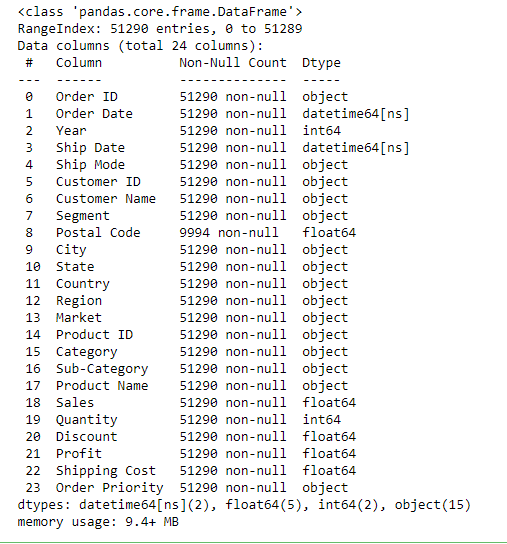 <class 'pandas.core.frame.DataFrame'>
RangeIndex: 51290 entries, 0 to 51289
Data columns (total 24 columns):
 #   Column          Non-Null Count  Dtype
---  ------          --------------  -----
 0   Order ID        51290 non-null  object
 1   Order Date      51290 non-null  datetime64[ns]
 2   Year            51290 non-null  int64
 3   Ship Date       51290 non-null  datetime64[ns]
 4   Ship Mode       51290 non-null  object
 5   Customer ID     51290 non-null  object
 6   Customer Name   51290 non-null  object
 7   Segment         51290 non-null  object
 8   Postal Code     9994 non-null   float64
 9   City            51290 non-null  object
 10  State           51290 non-null  object
 11  Country         51290 non-null  object
 12  Region          51290 non-null  object
 13  Market          51290 non-null  object
 14  Product ID      51290 non-null  object
 15  Category        51290 non-null  object
 16  Sub-Category    51290 non-null  object
 17  Product Name    51290 non-null  object
 18  Sales           51290 non-null  float64
 19  Quantity        51290 non-null  int64
 20  Discount        51290 non-null  float64
 21  Profit          51290 non-null  float64
 22  Shipping Cost   51290 non-null  float64
 23  Order Priority  51290 non-null  object
dtypes: datetime64[ns](2), float64(5), int64(2), object(15)
memory usage: 9.4+ MB